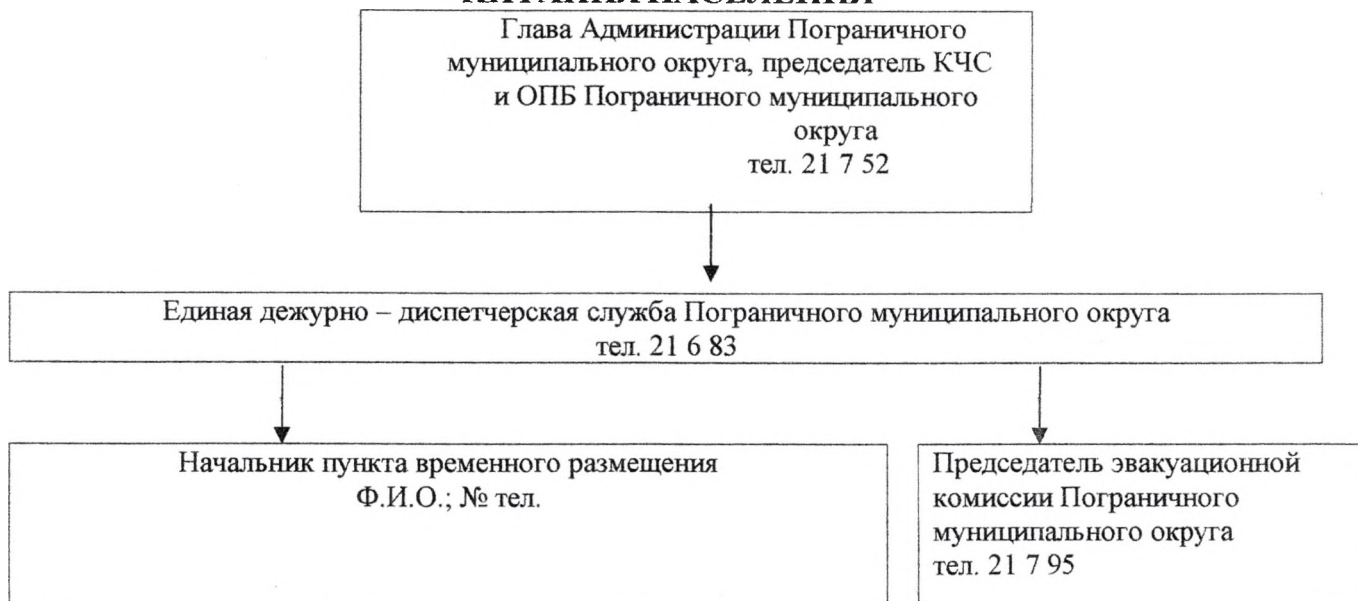 Глава Администрации Пограничного
муниципального округа, председатель КЧС
и ОПБ Пограничного муниципального
округа
тел. 21 7 52
Единая дежурно – диспетчерская служба Пограничного муниципального округа
тел. 21 6 83
Начальник пункта временного размещения
Ф.И.О.; № тел.
Председатель эвакуационной
комиссии Пограничного
муниципального округа
тел. 21 7 95